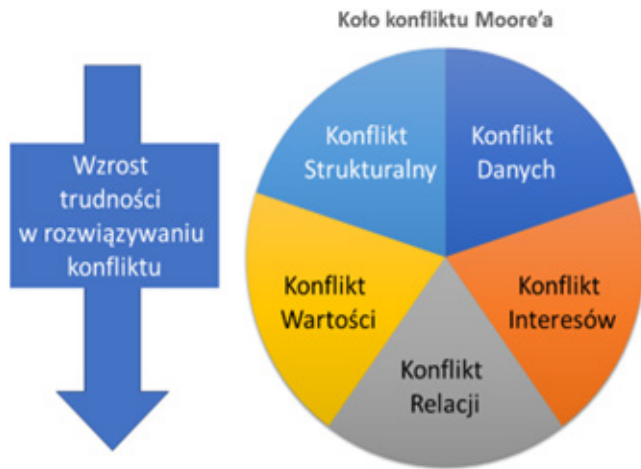 Koło konfliktu Moore'a
Wzrost
trudności
w rozwiązywaniu
konfliktu
Konflikt
Strukturalny
Konflikt
Danych
Konflikt
Wartości
Konflikt
Interesów
Konflikt
Relacji